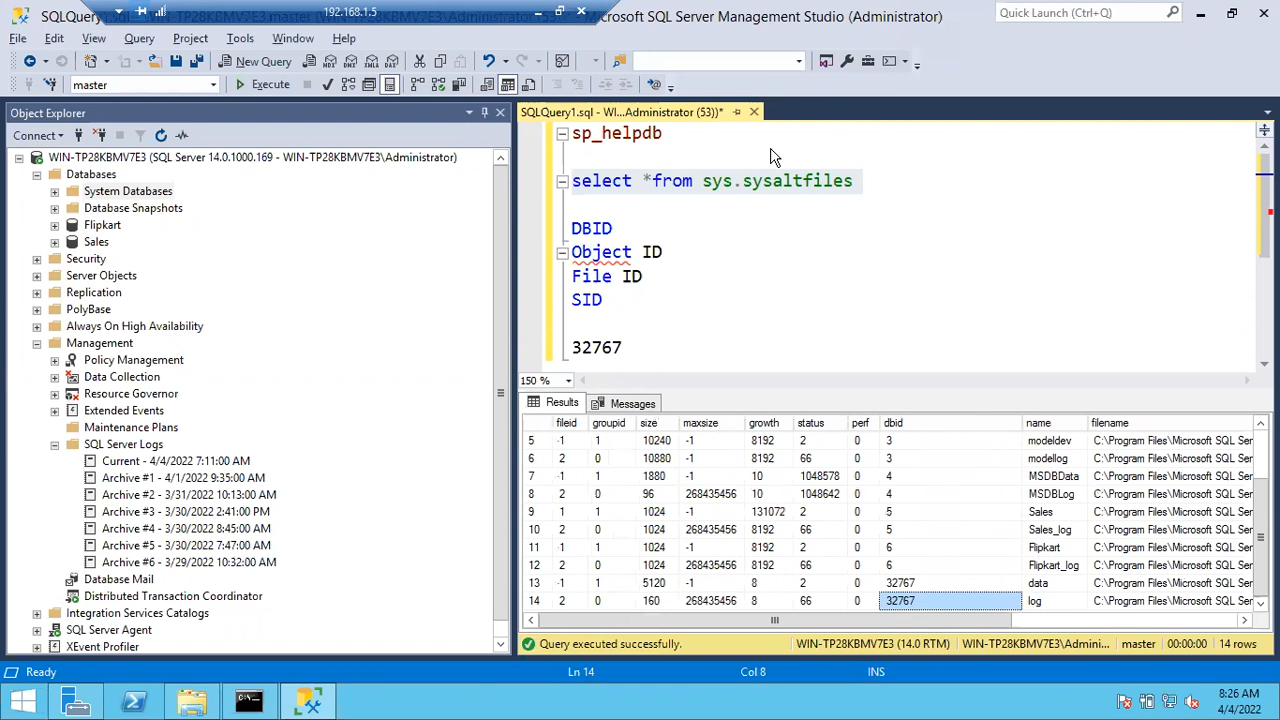 SQLQuery1.sql - WIN-TP28KBMV7E3.master
192.168.1.5
Microsoft SQL Server Management Studio (Administrator)
Quick Launch (Ctrl+Q)
File Edit View Query Project Tools Window Help
New Query
MDX DMX XMLA DAX
master
Execute
Object Explorer
SQLQuery1.sql - WI...Administrator (53))*
Connect
WIN-TP28KBMV7E3 (SQL Server 14.0.1000.169 - WIN-TP28KBMV7E3\Administrator)
Databases
System Databases
Database Snapshots
Flipkart
Sales
Security
Server Objects
Replication
PolyBase
Always On High Availability
Management
Policy Management
Data Collection
Resource Governor
Extended Events
Maintenance Plans
SQL Server Logs
Current - 4/4/2022 7:11:00 AM
Archive #1 - 4/1/2022 9:35:00 AM
Archive #2 - 3/31/2022 10:13:00 AM
Archive #3 - 3/30/2022 2:41:00 PM
Archive #4 - 3/30/2022 8:45:00 AM
Archive #5 - 3/30/2022 7:47:00 AM
Archive #6 - 3/29/2022 10:32:00 AM
Database Mail
Distributed Transaction Coordinator
Integration Services Catalogs
SQL Server Agent
XEvent Profiler
sp_helpdb
select *from sys.sysaltfiles
DBID
Object ID
File ID
SID
32767
150 %
Results Messages
fileid groupid size maxsize growth status perf dbid name filename
5 1 1 10240 -1 8192 2 0 3 modeldev C:\Program Files\Microsoft SQL Ser
6 2 0 10880 -1 8192 66 0 3 modellog C:\Program Files\Microsoft SQL Ser
7 1 1 1880 -1 10 1048578 0 4 MSDBData C:\Program Files\Microsoft SQL Ser
8 2 0 96 268435456 10 1048642 0 4 MSDBLog C:\Program Files\Microsoft SQL Ser
9 1 1 1024 -1 131072 2 0 5 Sales C:\Program Files\Microsoft SQL Ser
10 2 0 1024 268435456 8192 66 0 5 Sales_log C:\Program Files\Microsoft SQL Ser
11 1 1 1024 -1 8192 2 0 6 Flipkart C:\Program Files\Microsoft SQL Ser
12 2 0 1024 268435456 8192 66 0 6 Flipkart_log C:\Program Files\Microsoft SQL Ser
13 1 1 5120 -1 8 2 0 32767 data C:\Program Files\Microsoft SQL Ser
14 2 0 160 268435456 8 66 0 32767 log C:\Program Files\Microsoft SQL Ser
Query executed successfully. WIN-TP28KBMV7E3 (14.0 RTM) WIN-TP28KBMV7E3\Admini... master 00:00:00 14 rows
Ready Ln 14 Col 8 INS
8:26 AM
4/4/2022